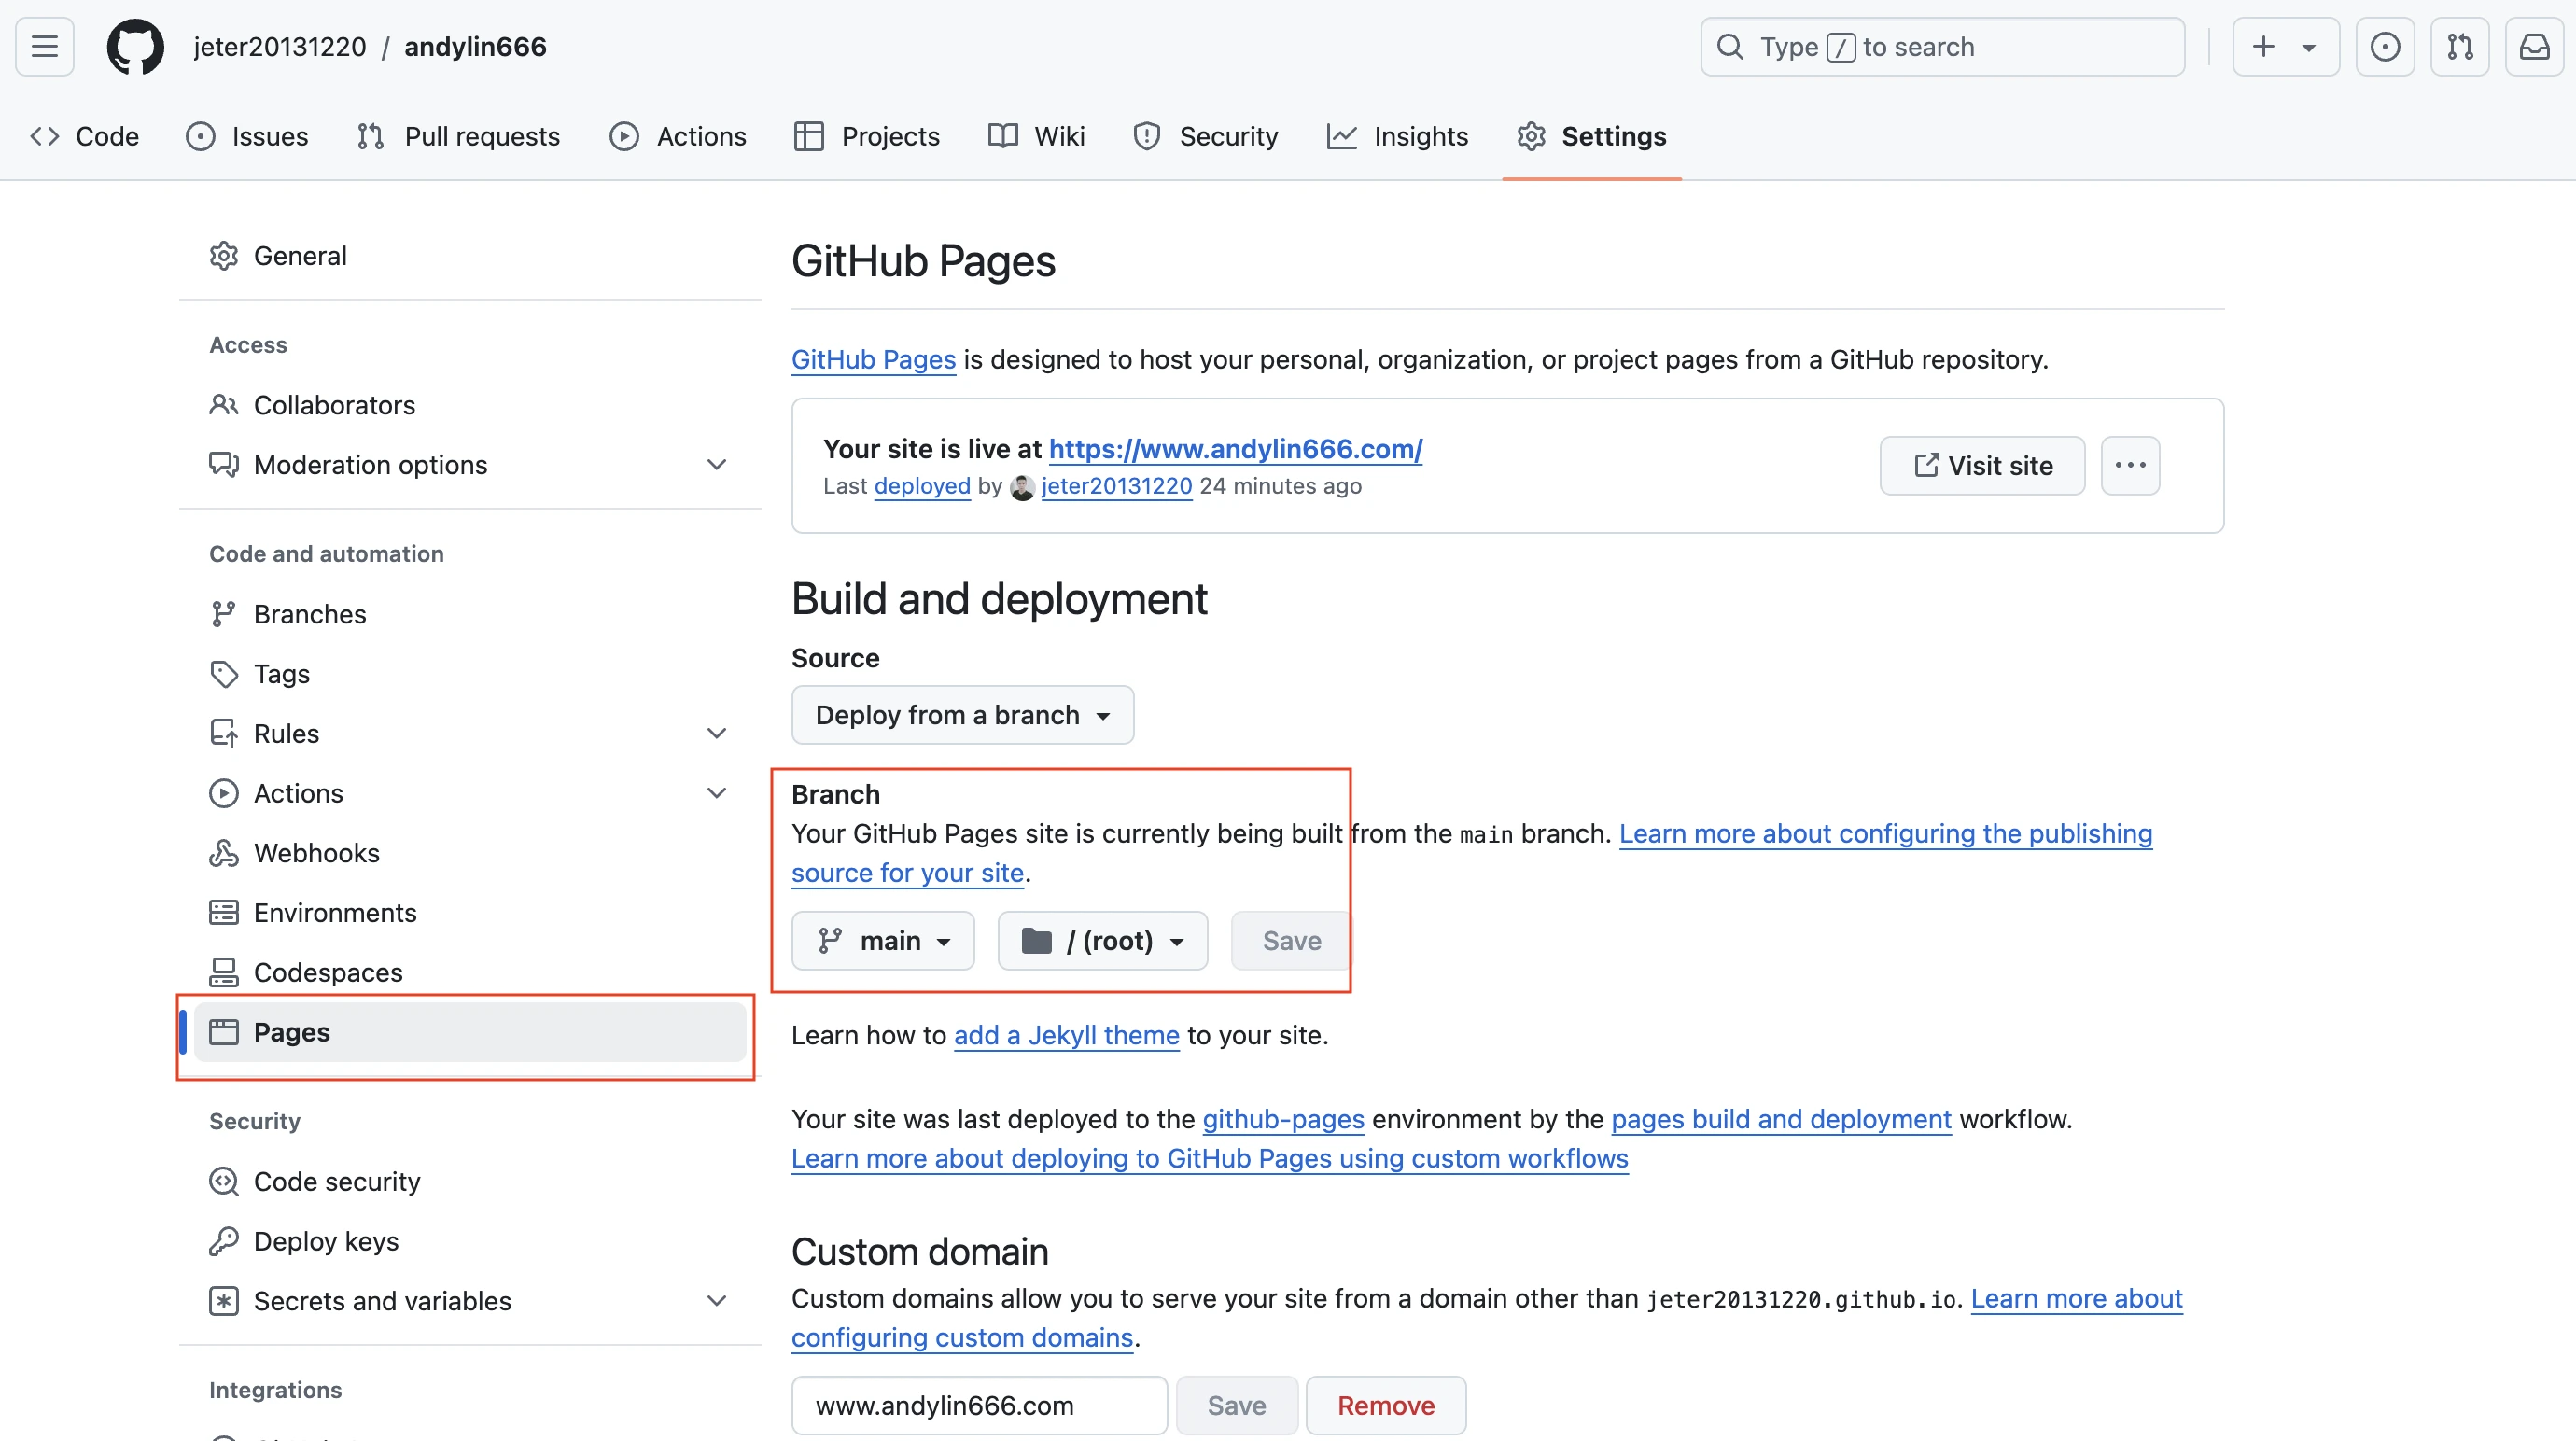 jeter20131220 / andylin666
Type / to search
Code Issues Pull requests Actions Projects Wiki Security Insights Settings
General
Access
Collaborators
Moderation options
Code and automation
Branches
Tags
Rules
Actions
Webhooks
Environments
Codespaces
Pages
Security
Code security
Deploy keys
Secrets and variables
Integrations
GitHub Pages
GitHub Pages is designed to host your personal, organization, or project pages from a GitHub repository.
Your site is live at https://www.andylin666.com/
Last deployed by jeter20131220 24 minutes ago
Visit site
Build and deployment
Source
Deploy from a branch
Branch
Your GitHub Pages site is currently being built from the main branch. Learn more about configuring the publishing
source for your site.
main / (root) Save
Learn how to add a Jekyll theme to your site.
Your site was last deployed to the github-pages environment by the pages build and deployment workflow.
Learn more about deploying to GitHub Pages using custom workflows
Custom domain
Custom domains allow you to serve your site from a domain other than jeter20131220.github.io. Learn more about
configuring custom domains.
www.andylin666.com Save Remove